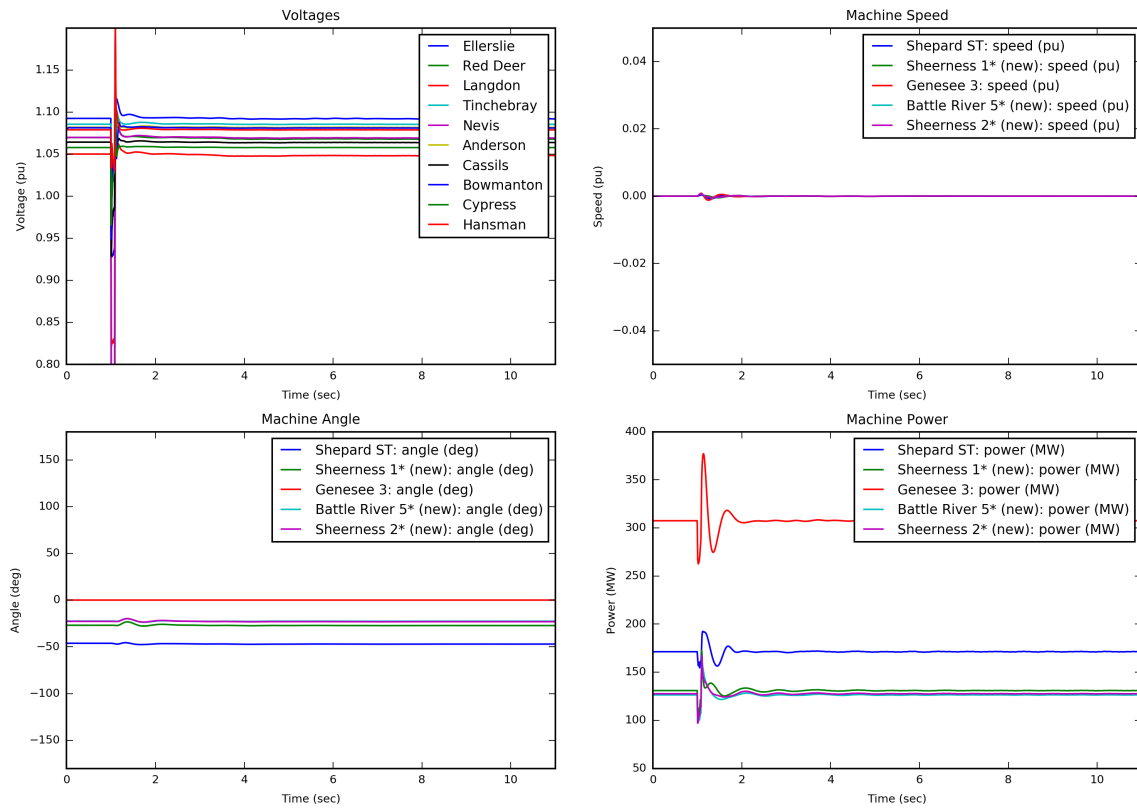 Voltages
1.15
1.10
1.05
1.00
0.95
0.90
0.85
0.80
Voltage (pu)
0
2
4
6
8
10
Time (sec)
Ellerslie
Red Deer
Langdon
Tinchebray
Nevis
Anderson
Cassils
Bowmanton
Cypress
Hansman
Machine Speed
0.04
0.02
0.00
−0.02
−0.04
Speed (pu)
0
2
4
6
8
10
Time (sec)
Shepard ST: speed (pu)
Sheerness 1* (new): speed (pu)
Genesee 3: speed (pu)
Battle River 5* (new): speed (pu)
Sheerness 2* (new): speed (pu)
Machine Angle
150
100
50
0
−50
−100
−150
Angle (deg)
0
2
4
6
8
10
Time (sec)
Shepard ST: angle (deg)
Sheerness 1* (new): angle (deg)
Genesee 3: angle (deg)
Battle River 5* (new): angle (deg)
Sheerness 2* (new): angle (deg)
Machine Power
400
350
300
250
200
150
100
50
Power (MW)
0
2
4
6
8
10
Time (sec)
Shepard ST: power (MW)
Sheerness 1* (new): power (MW)
Genesee 3: power (MW)
Battle River 5* (new): power (MW)
Sheerness 2* (new): power (MW)